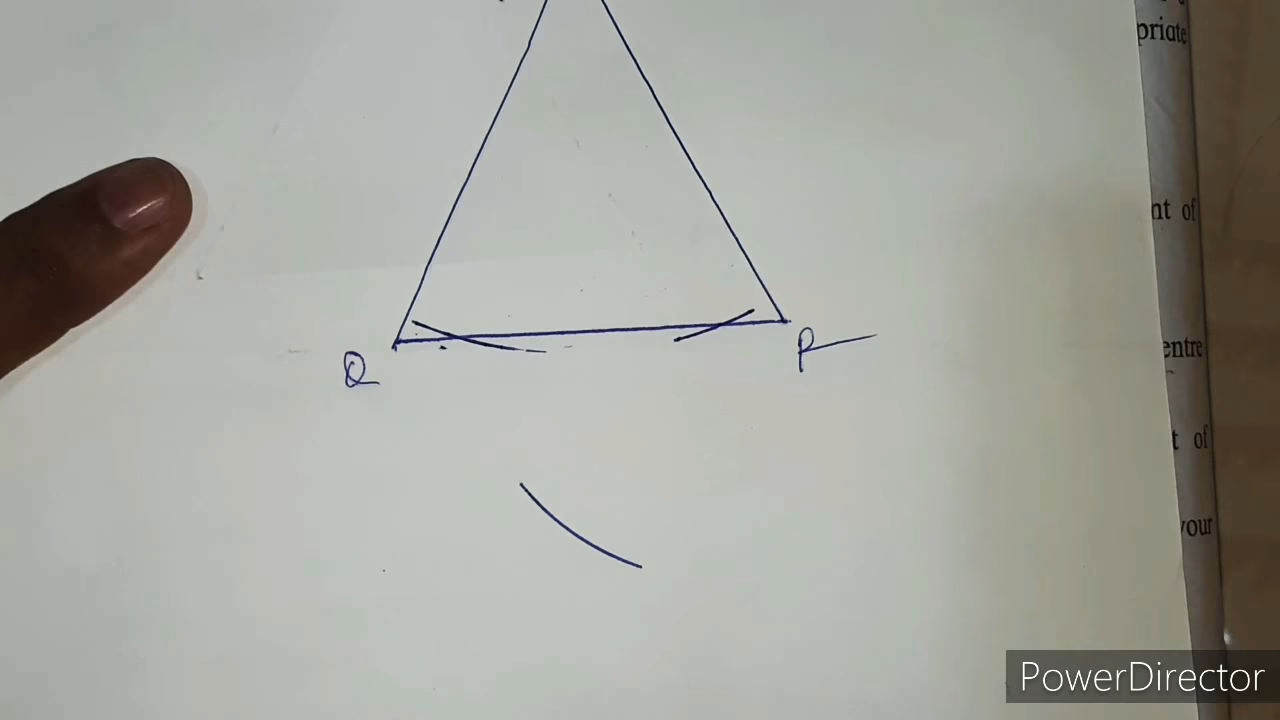 priate
nt of
Q
R
entre
t of
your
PowerDirector